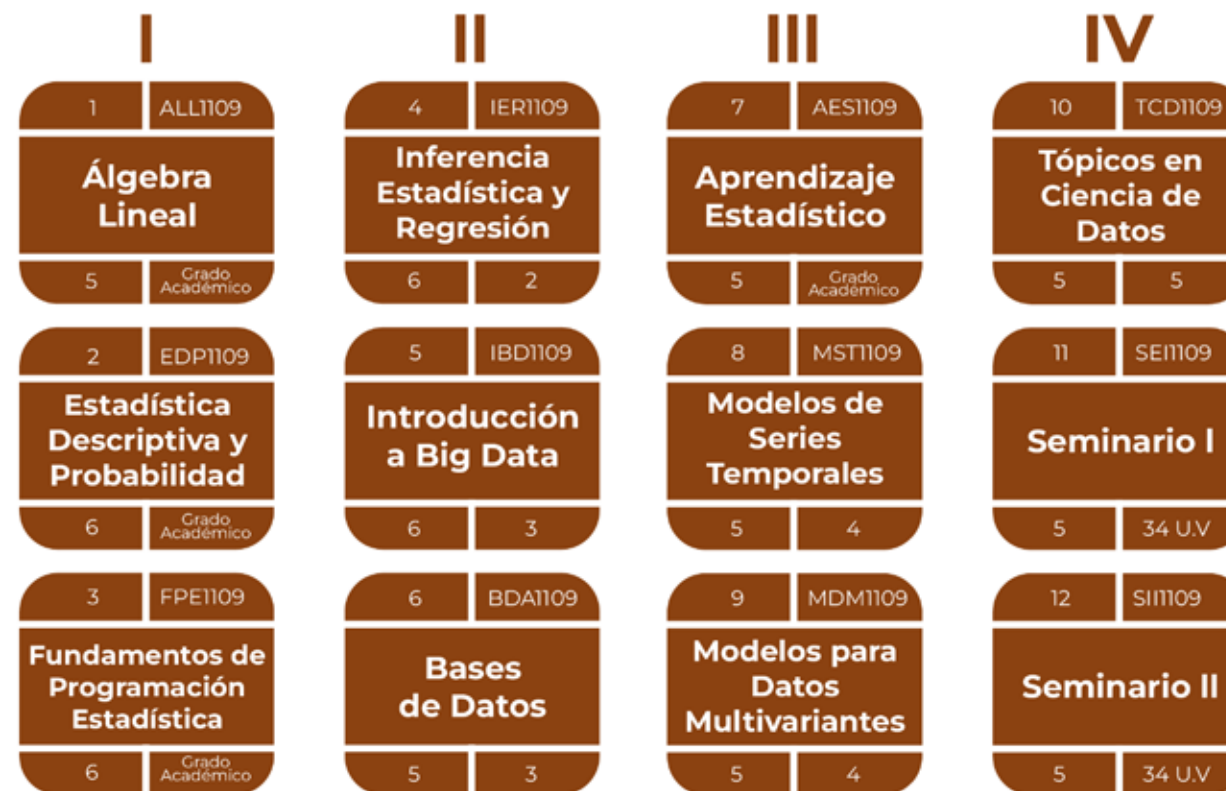 I
II
III
IV
1 ALL1109
4 IER1109
7 AES1109
10 TCD1109
Álgebra
Lineal
Inferencia
Estadística y
Regresión
Aprendizaje
Estadístico
Tópicos en
Ciencia de
Datos
5 Grado
Académico
6 2
5 Grado
Académico
5 5
2 EDP1109
5 IBD1109
8 MST1109
11 SEI1109
Estadística
Descriptiva y
Probabilidad
Introducción
a Big Data
Modelos de
Series
Temporales
Seminario I
6 Grado
Académico
6 3
5 4
5 34 U.V
3 FPE1109
6 BDA1109
9 MDM1109
12 SII1109
Fundamentos de
Programación
Estadística
Bases
de Datos
Modelos para
Datos
Multivariantes
Seminario II
6 Grado
Académico
5 3
5 4
5 34 U.V